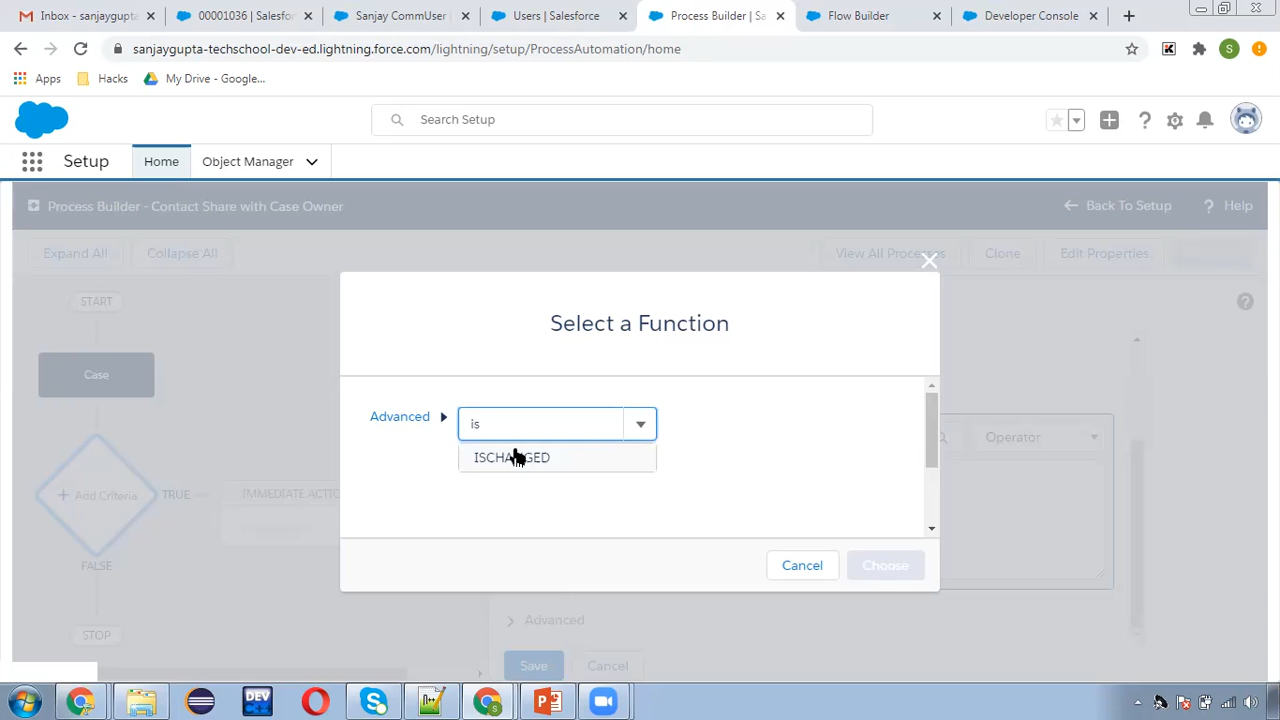 Inbox - sanjaygupta
00001036 | Salesfo
Sanjay CommUser |
Users | Salesforce
Process Builder | Sa
Flow Builder
Developer Console
sanjaygupta-techschool-dev-ed.lightning.force.com/lightning/setup/ProcessAutomation/home
S
Apps
Hacks
My Drive - Google...
Search Setup
Setup
Home
Object Manager
Process Builder - Contact Share with Case Owner
Back To Setup
Help
Expand All
Collapse All
View All Processes
Clone
Edit Properties
START
Select a Function
Case
Advanced
is
ISCHANGED
Operator
+ Add Criteria
TRUE
IMMEDIATE ACTIO
FALSE
Cancel
Choose
Advanced
STOP
Save
Cancel
DEV